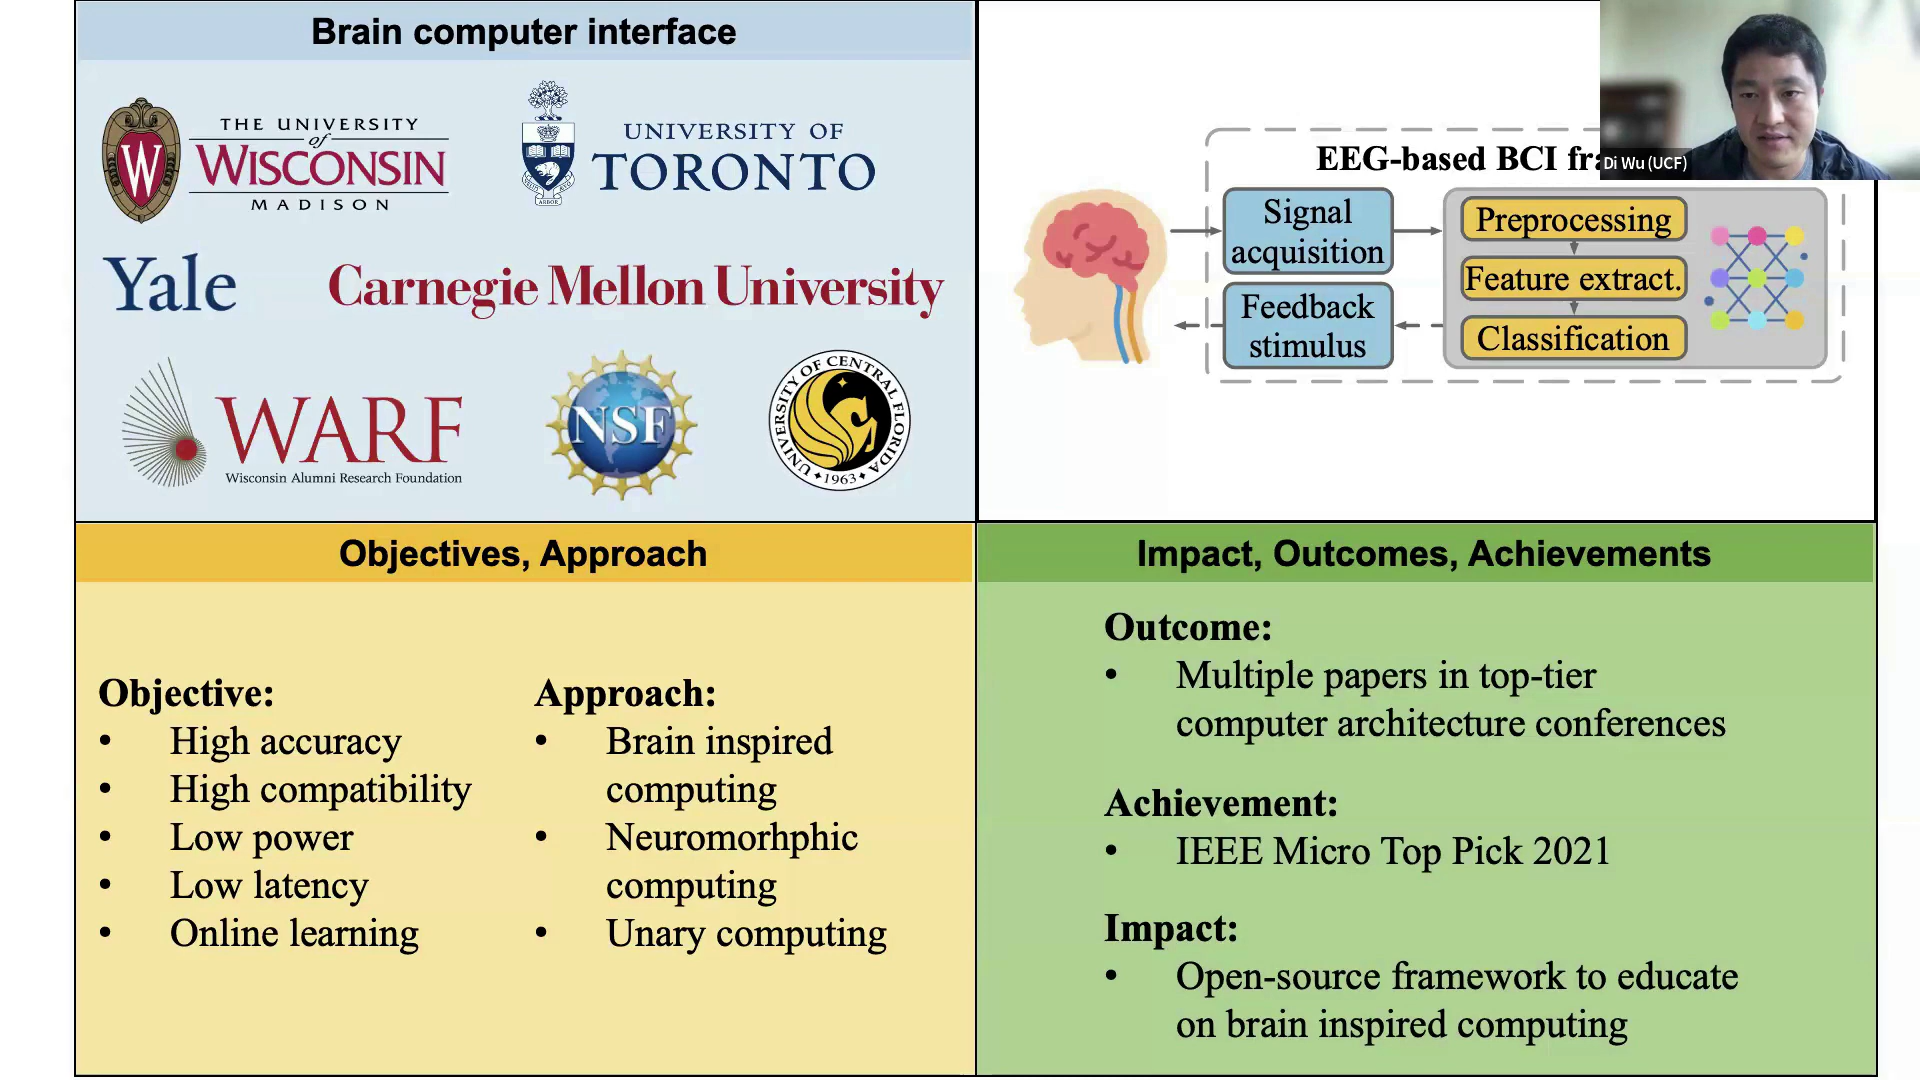 Brain computer interface
THE UNIVERSITY
of
WISCONSIN
MADISON
UNIVERSITY OF
TORONTO
Yale
Carnegie Mellon University
WARF
Wisconsin Alumni Research Foundation
NSF
UNIVERSITY OF CENTRAL FLORIDA
1963
EEG-based BCI fra
Di Wu (UCF)
Signal
acquisition
Feedback
stimulus
Preprocessing
Feature extract.
Classification
Objectives, Approach
Objective:
• High accuracy
• High compatibility
• Low power
• Low latency
• Online learning
Approach:
• Brain inspired
computing
• Neuromorhphic
computing
• Unary computing
Impact, Outcomes, Achievements
Outcome:
• Multiple papers in top-tier
computer architecture conferences
Achievement:
• IEEE Micro Top Pick 2021
Impact:
• Open-source framework to educate
on brain inspired computing